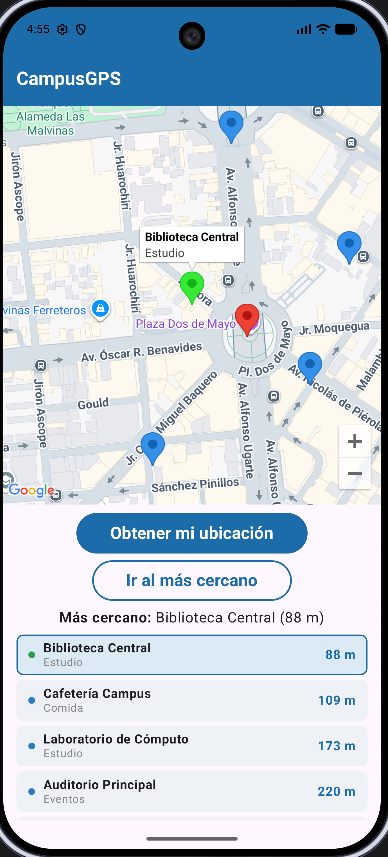 4:55
CampusGPS
Alameda Las
Malvinas
Jirón Ascope
Jr. Huarochirí
Av. Alfonso
Jr. Huarochirí
Biblioteca Central
Estudio
ora
vinas Ferreteros
Plaza Dos de Mayo
Jr. Moquegua
Av. Óscar R. Benavides
Pl. Dos de Mayo
Malamb
Av. Nicolás de Piérola
Jirón Ascope
Gould
Jr. C
Miguel Baquero
Av. Alfonso Ugarte
Av. Alfonso U
Sánchez Pinillos
+
−
Google
Obtener mi ubicación
Ir al más cercano
Más cercano: Biblioteca Central (88 m)
Biblioteca Central
88 m
Estudio
Cafetería Campus
109 m
Comida
Laboratorio de Cómputo
173 m
Estudio
Auditorio Principal
220 m
Eventos